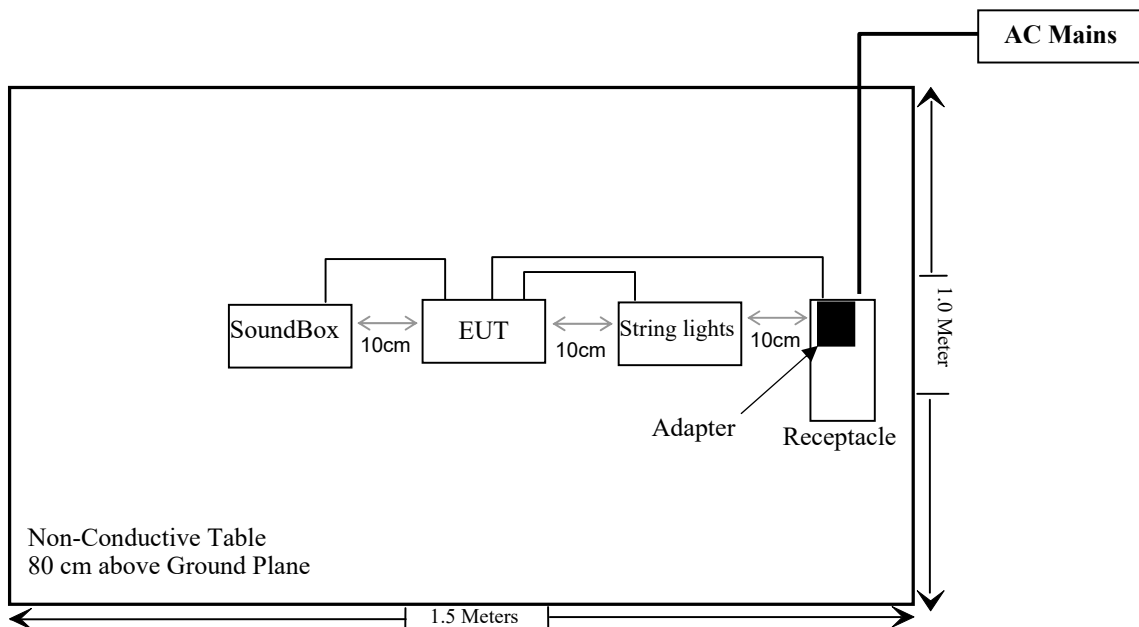 AC Mains
SoundBox
EUT
String lights
10cm
10cm
10cm
1.0 Meter
Adapter
Receptacle
Non-Conductive Table
80 cm above Ground Plane
1.5 Meters